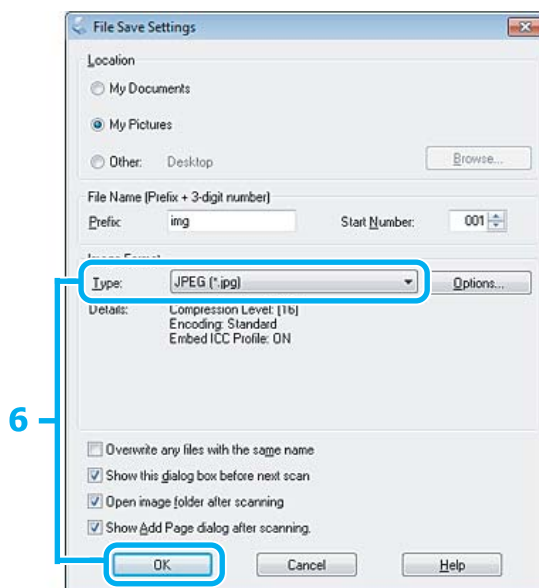 File Save Settings
Location
My Documents
My Pictures
Other: Desktop Browse...
File Name (Prefix + 3-digit number)
Prefix: img Start Number: 001
Image Format
Type: JPEG (*.jpg) Options...
Details: Compression Level: [16]
Encoding: Standard
Embed ICC Profile: ON
6
Overwrite any files with the same name
Show this dialog box before next scan
Open image folder after scanning
Show Add Page dialog after scanning.
OK Cancel Help